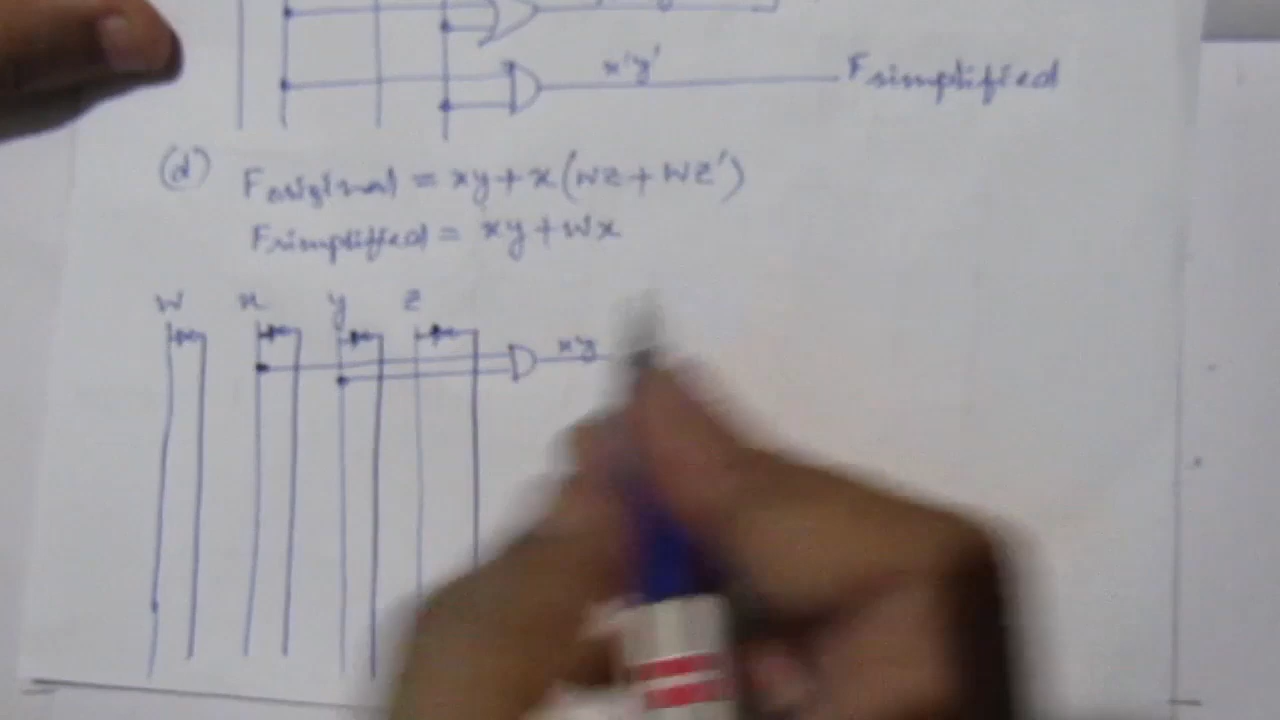 x'y'
Fsimplified
(d) Foriginal = xy + x(wz + wz')
Fsimplified = xy + wx
w x y z
xy